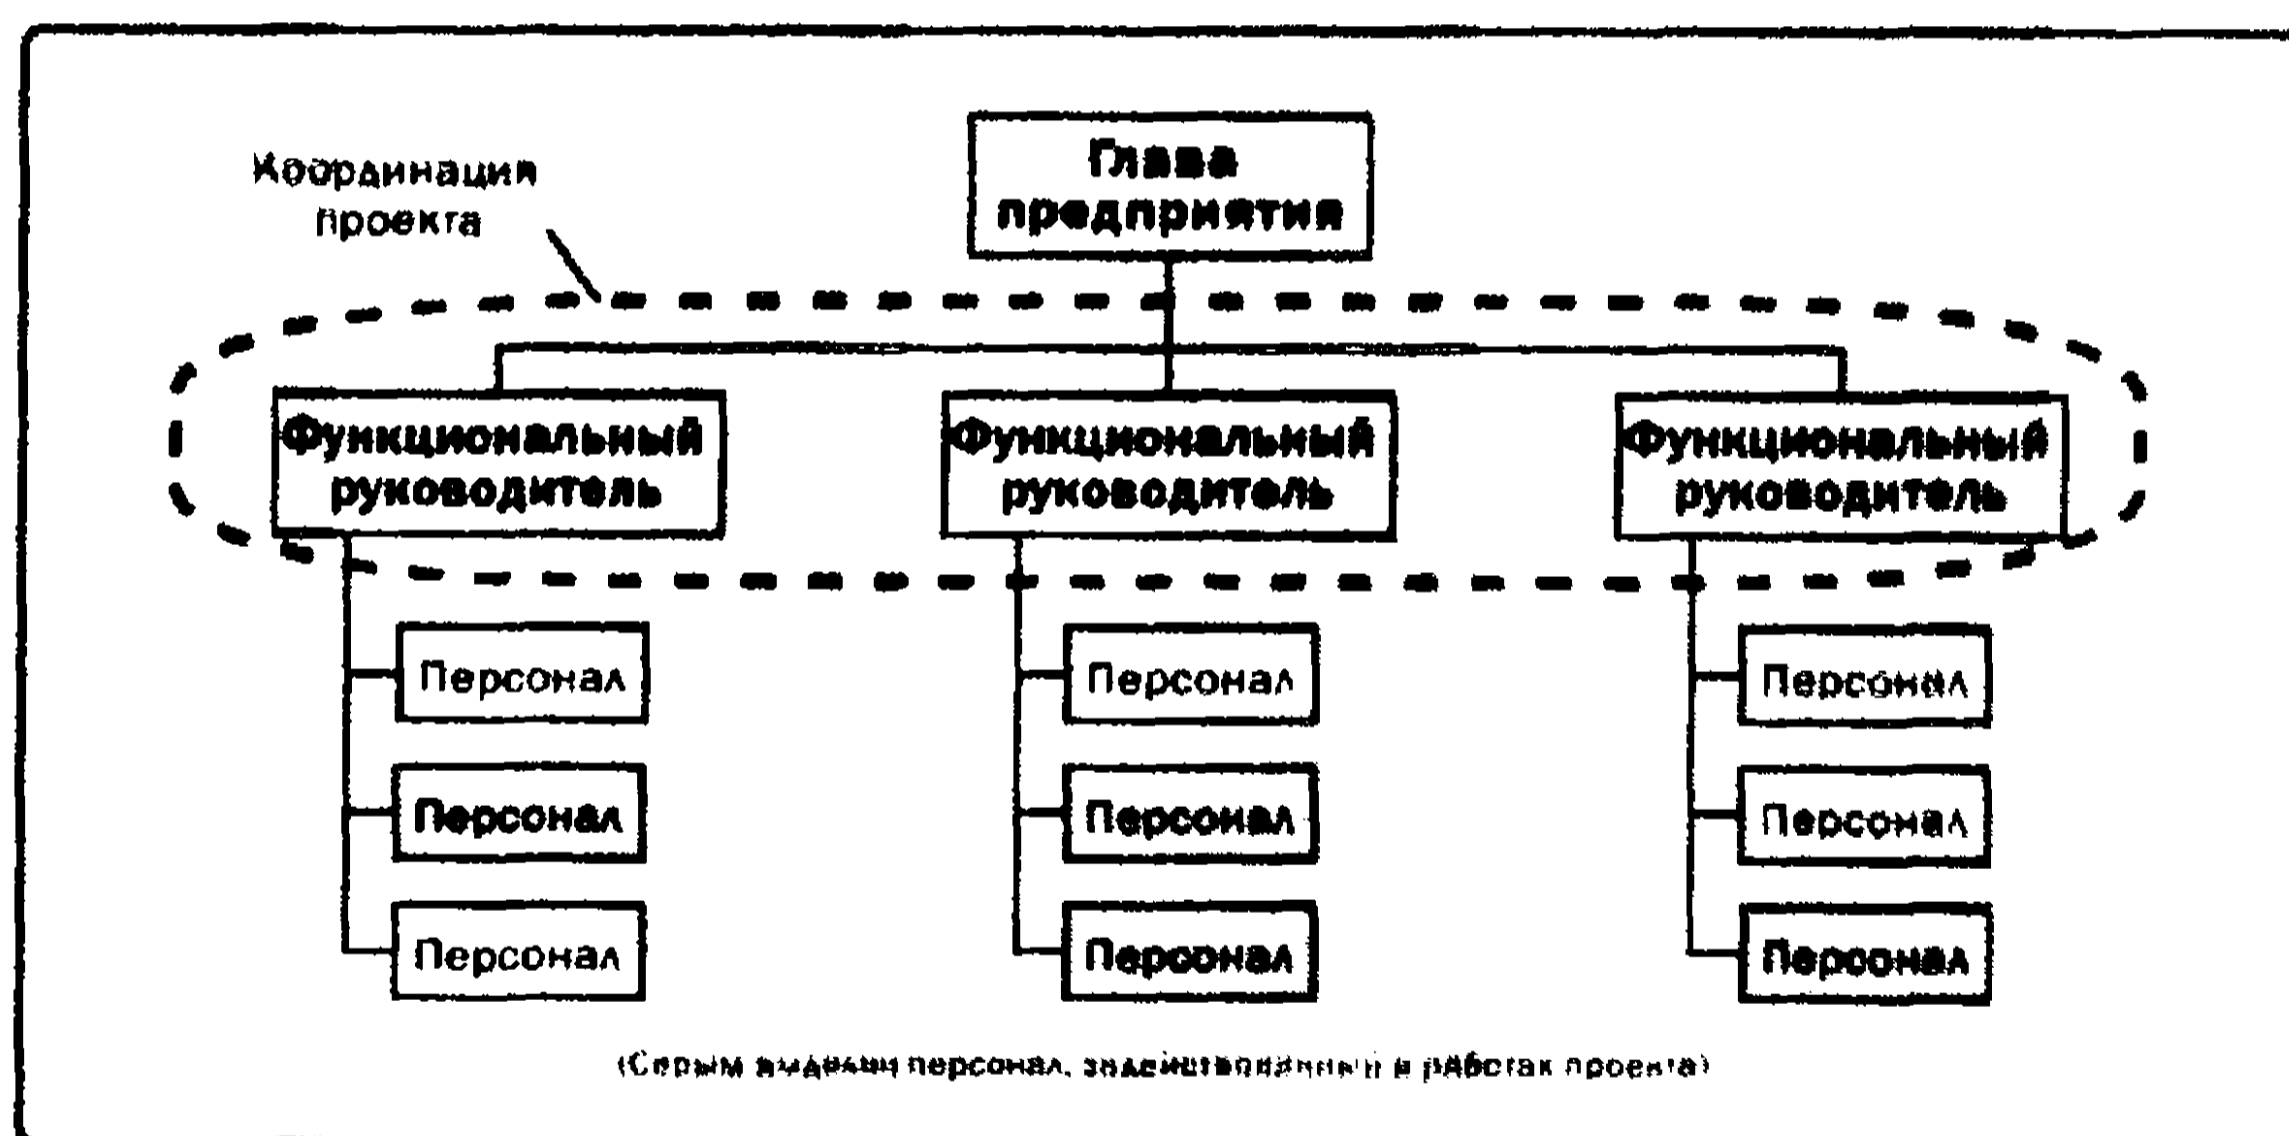 Координация
проекта
Глава
предприятия
Функциональный
руководитель
Функциональный
руководитель
Функциональный
руководитель
Персонал
Персонал
Персонал
Персонал
Персонал
Персонал
Персонал
Персонал
Персонал
(Серым выделен персонал, задействованный в работах проекта)